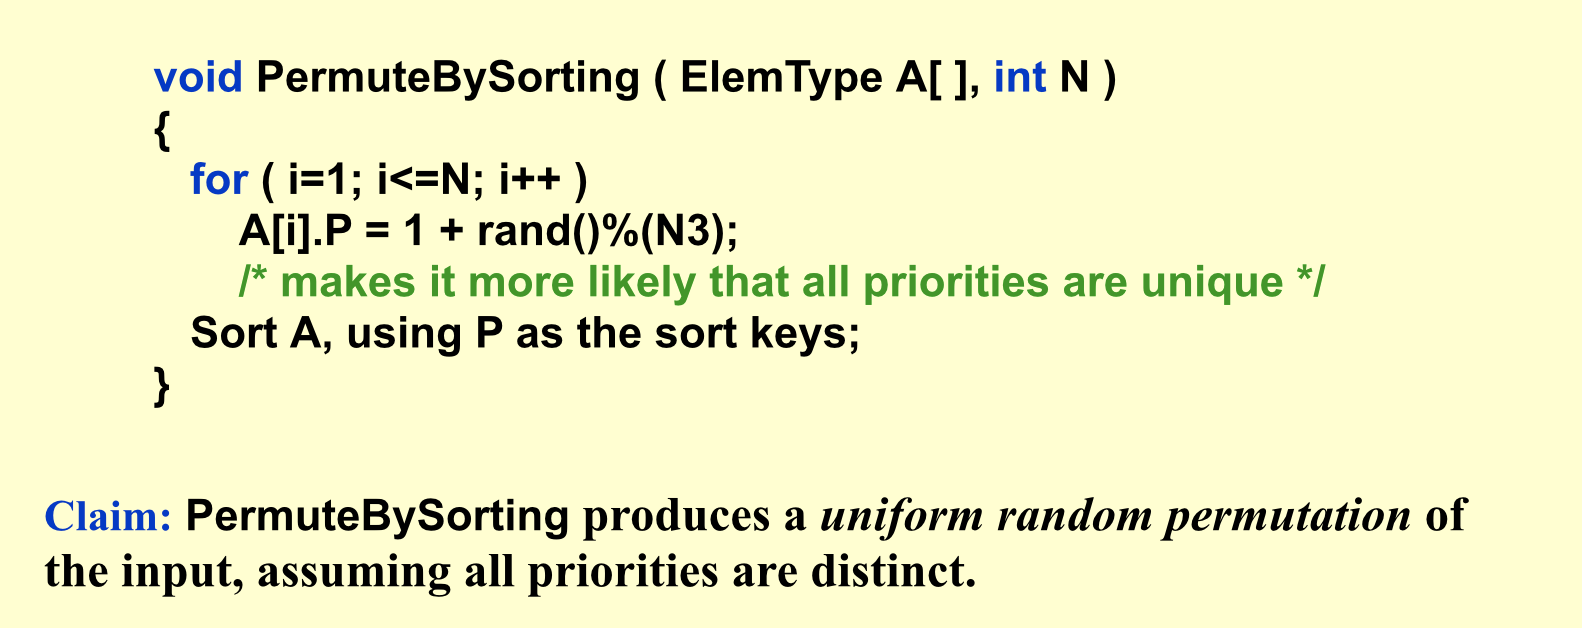 void PermuteBySorting ( ElemType A[ ], int N )
{
for ( i=1; i<=N; i++ )
A[i].P = 1 + rand()%(N3);
/* makes it more likely that all priorities are unique */
Sort A, using P as the sort keys;
}
Claim: PermuteBySorting produces a uniform random permutation of
the input, assuming all priorities are distinct.